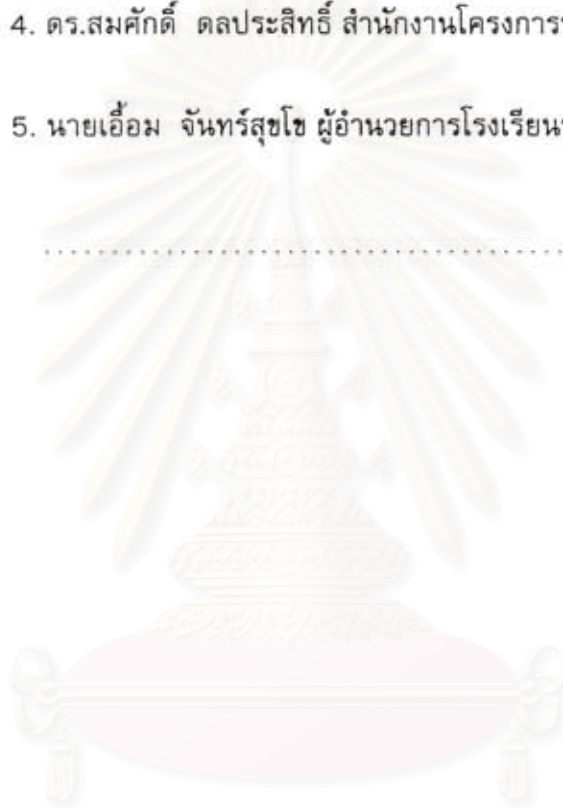 4. ดร.สมศักดิ์ ดลประสิทธิ์ สำนักงานโครงการ
5. นายเอื้อม จันทร์สุขโข ผู้อำนวยการโรงเรียน
................................................